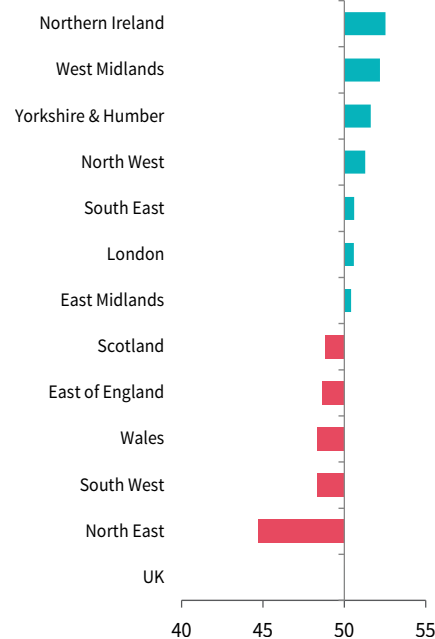 Northern Ireland
West Midlands
Yorkshire & Humber
North West
South East
London
East Midlands
Scotland
East of England
Wales
South West
North East
UK
40 45 50 55